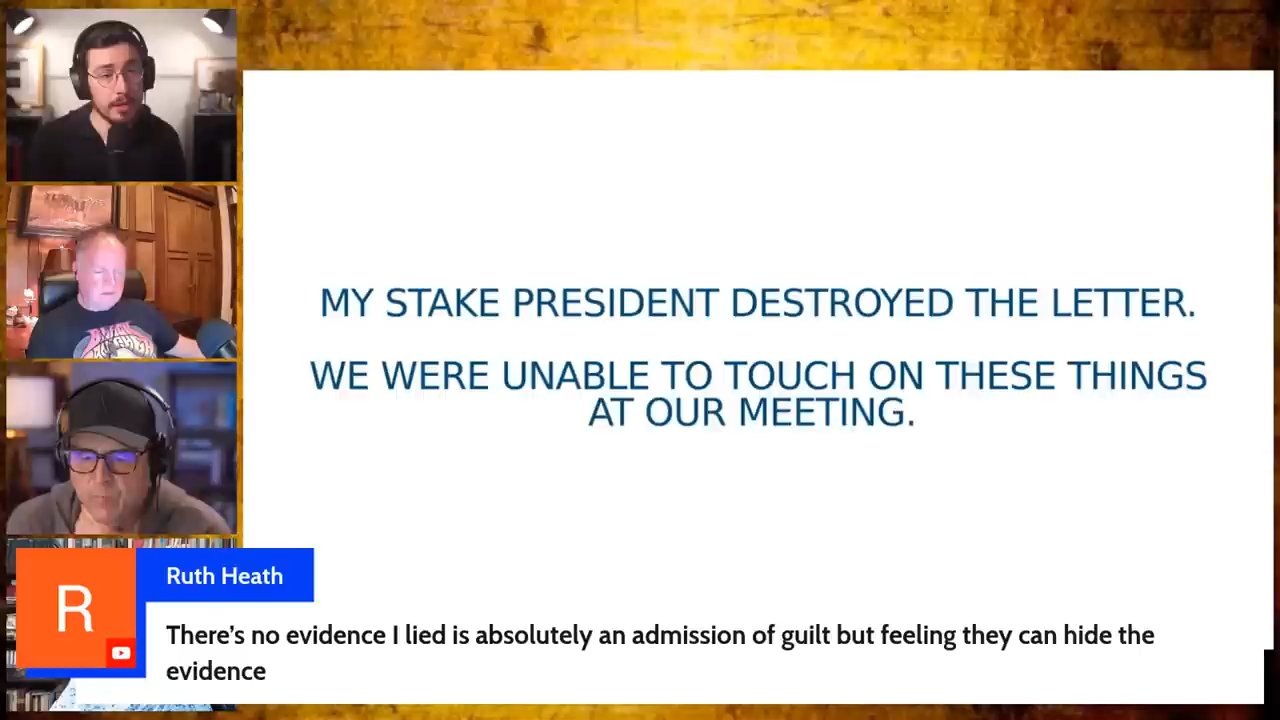 MY STAKE PRESIDENT DESTROYED THE LETTER.
WE WERE UNABLE TO TOUCH ON THESE THINGS
AT OUR MEETING.
R
Ruth Heath
There's no evidence I lied is absolutely an admission of guilt but feeling they can hide the
evidence